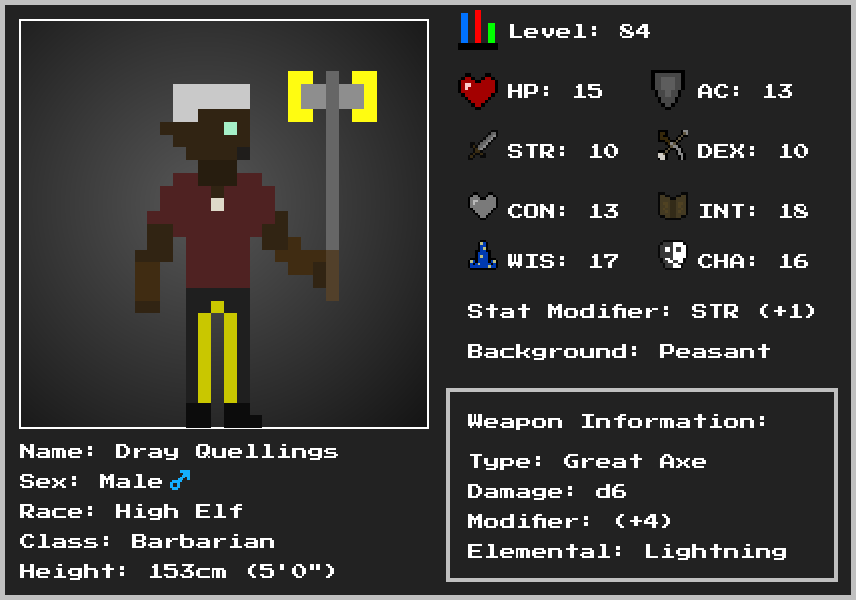 Level: 84
HP: 15
AC: 13
STR: 10
DEX: 10
CON: 13
INT: 18
WIS: 17
CHA: 16
Stat Modifier: STR (+1)
Background: Peasant
Weapon Information:
Type: Great Axe
Damage: d6
Modifier: (+4)
Elemental: Lightning
Name: Dray Quellings
Sex: Male♂
Race: High Elf
Class: Barbarian
Height: 153cm (5'0")